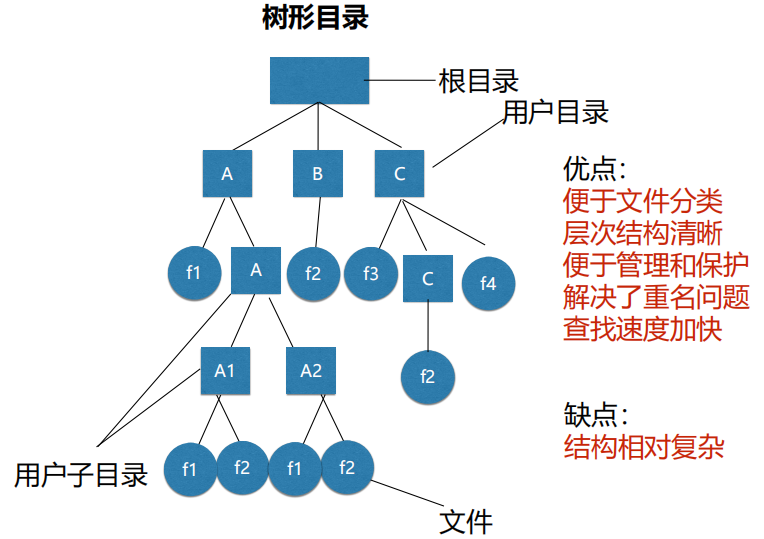 树形目录
根目录
用户目录
A
B
C
优点：
便于文件分类
层次结构清晰
便于管理和保护
解决了重名问题
查找速度加快
f1
A
f2
f3
C
f4
A1
A2
f2
缺点：
结构相对复杂
用户子目录
f1
f2
f1
f2
文件